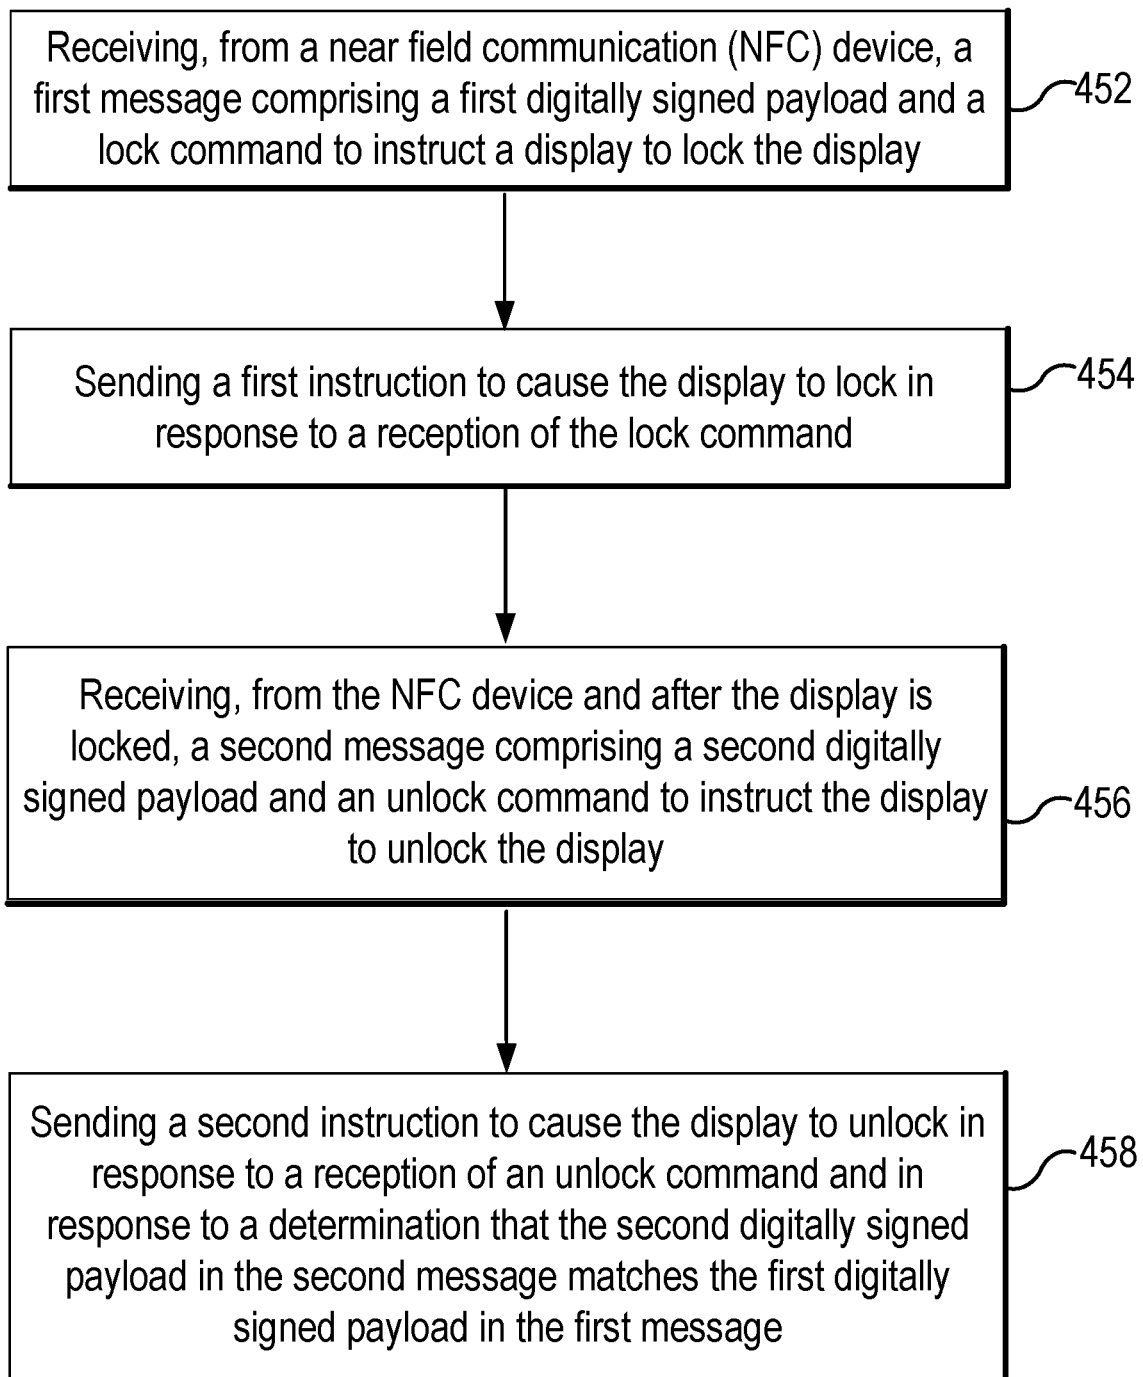 Receiving, from a near field communication (NFC) device, a
first message comprising a first digitally signed payload and a
lock command to instruct a display to lock the display
452
Sending a first instruction to cause the display to lock in
response to a reception of the lock command
454
Receiving, from the NFC device and after the display is
locked, a second message comprising a second digitally
signed payload and an unlock command to instruct the display
to unlock the display
456
Sending a second instruction to cause the display to unlock in
response to a reception of an unlock command and in
response to a determination that the second digitally signed
payload in the second message matches the first digitally
signed payload in the first message
458